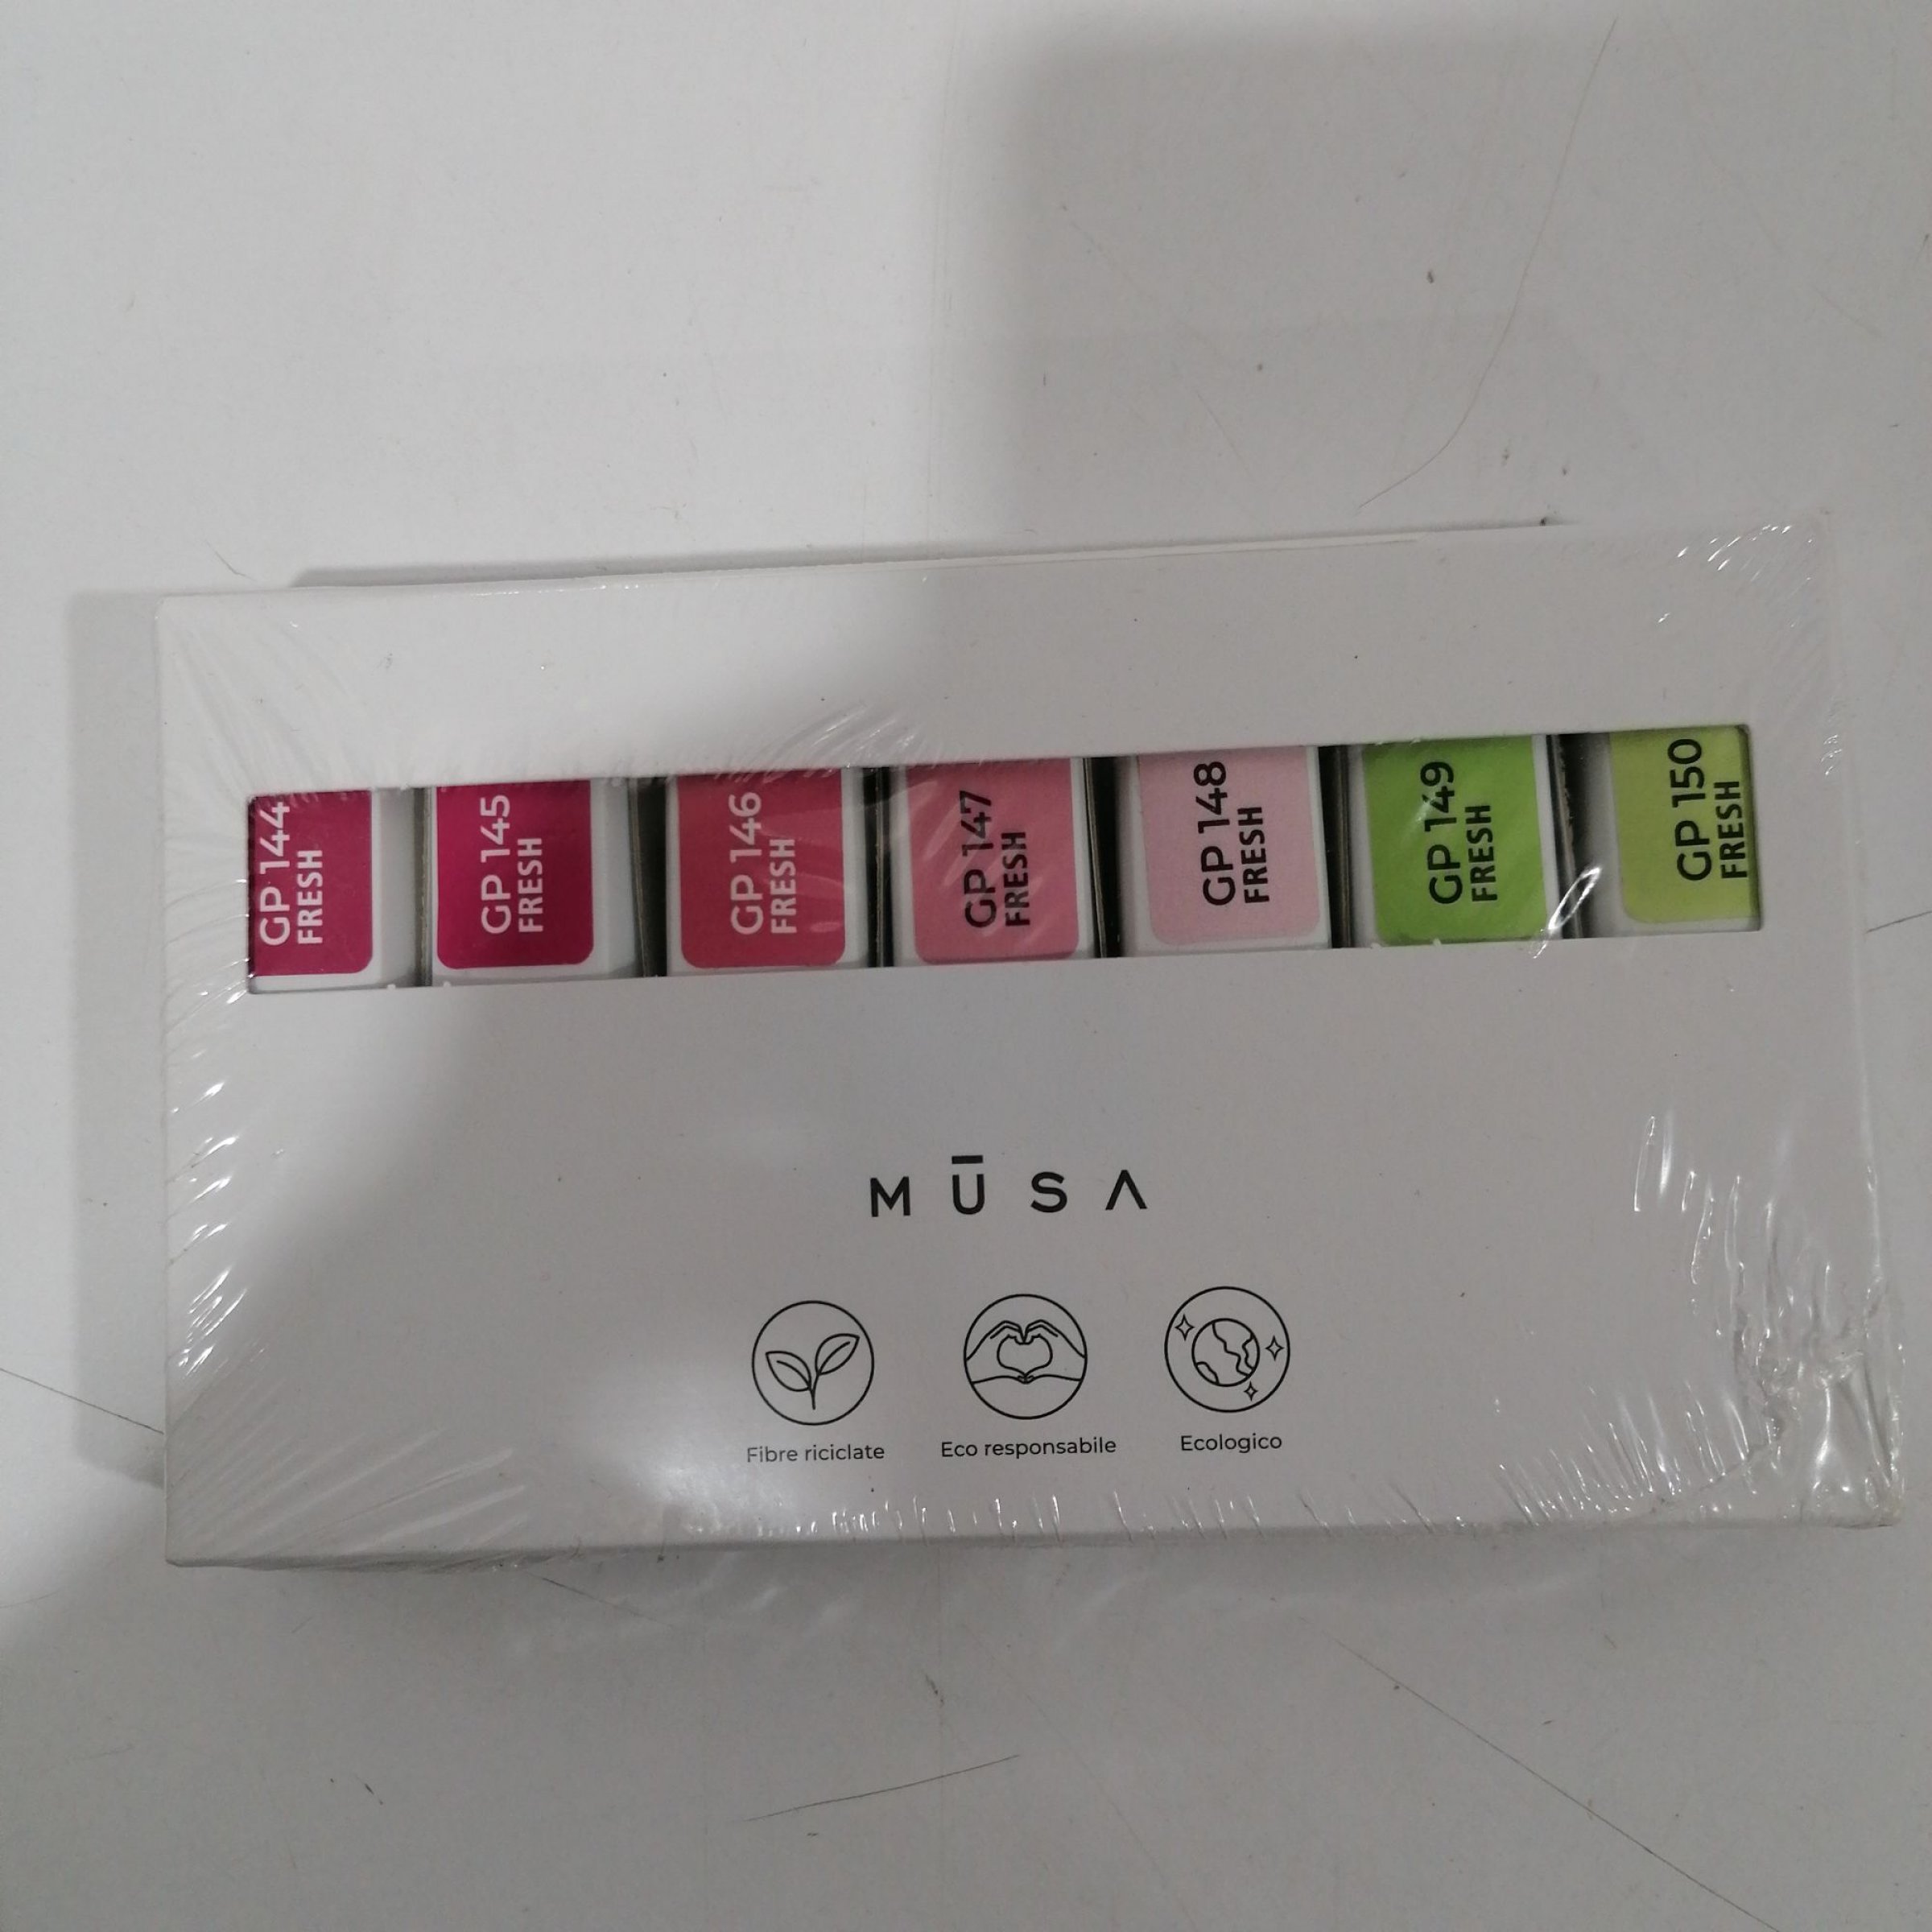 GP 144
FRESH
GP 145
FRESH
GP 146
FRESH
GP 147
FRESH
GP 148
FRESH
GP 149
FRESH
GP 150
FRESH
MŪSA
Fibre riciclate
Eco responsabile
Ecologico